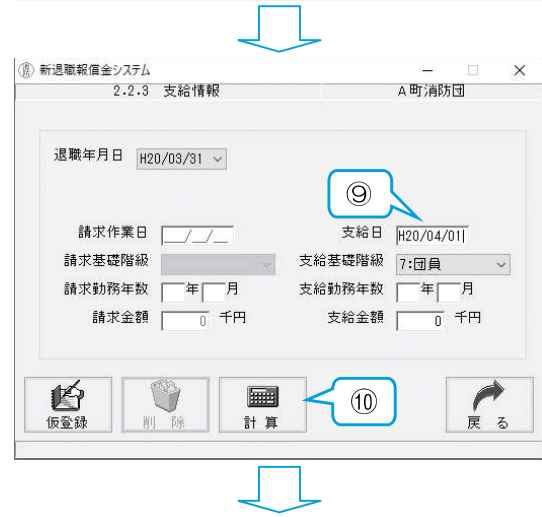 新退職報償金システム
2.2.3 支給情報 A町消防団
退職年月日 H20/03/31
⑨
請求作業日 __/__/__ 支給日 H20/04/01
請求基礎階級 支給基礎階級 7:団員
請求勤務年数 年 月 支給勤務年数 年 月
請求金額 0 千円 支給金額 0 千円
仮登録 削 除 計 算 ⑩ 戻 る